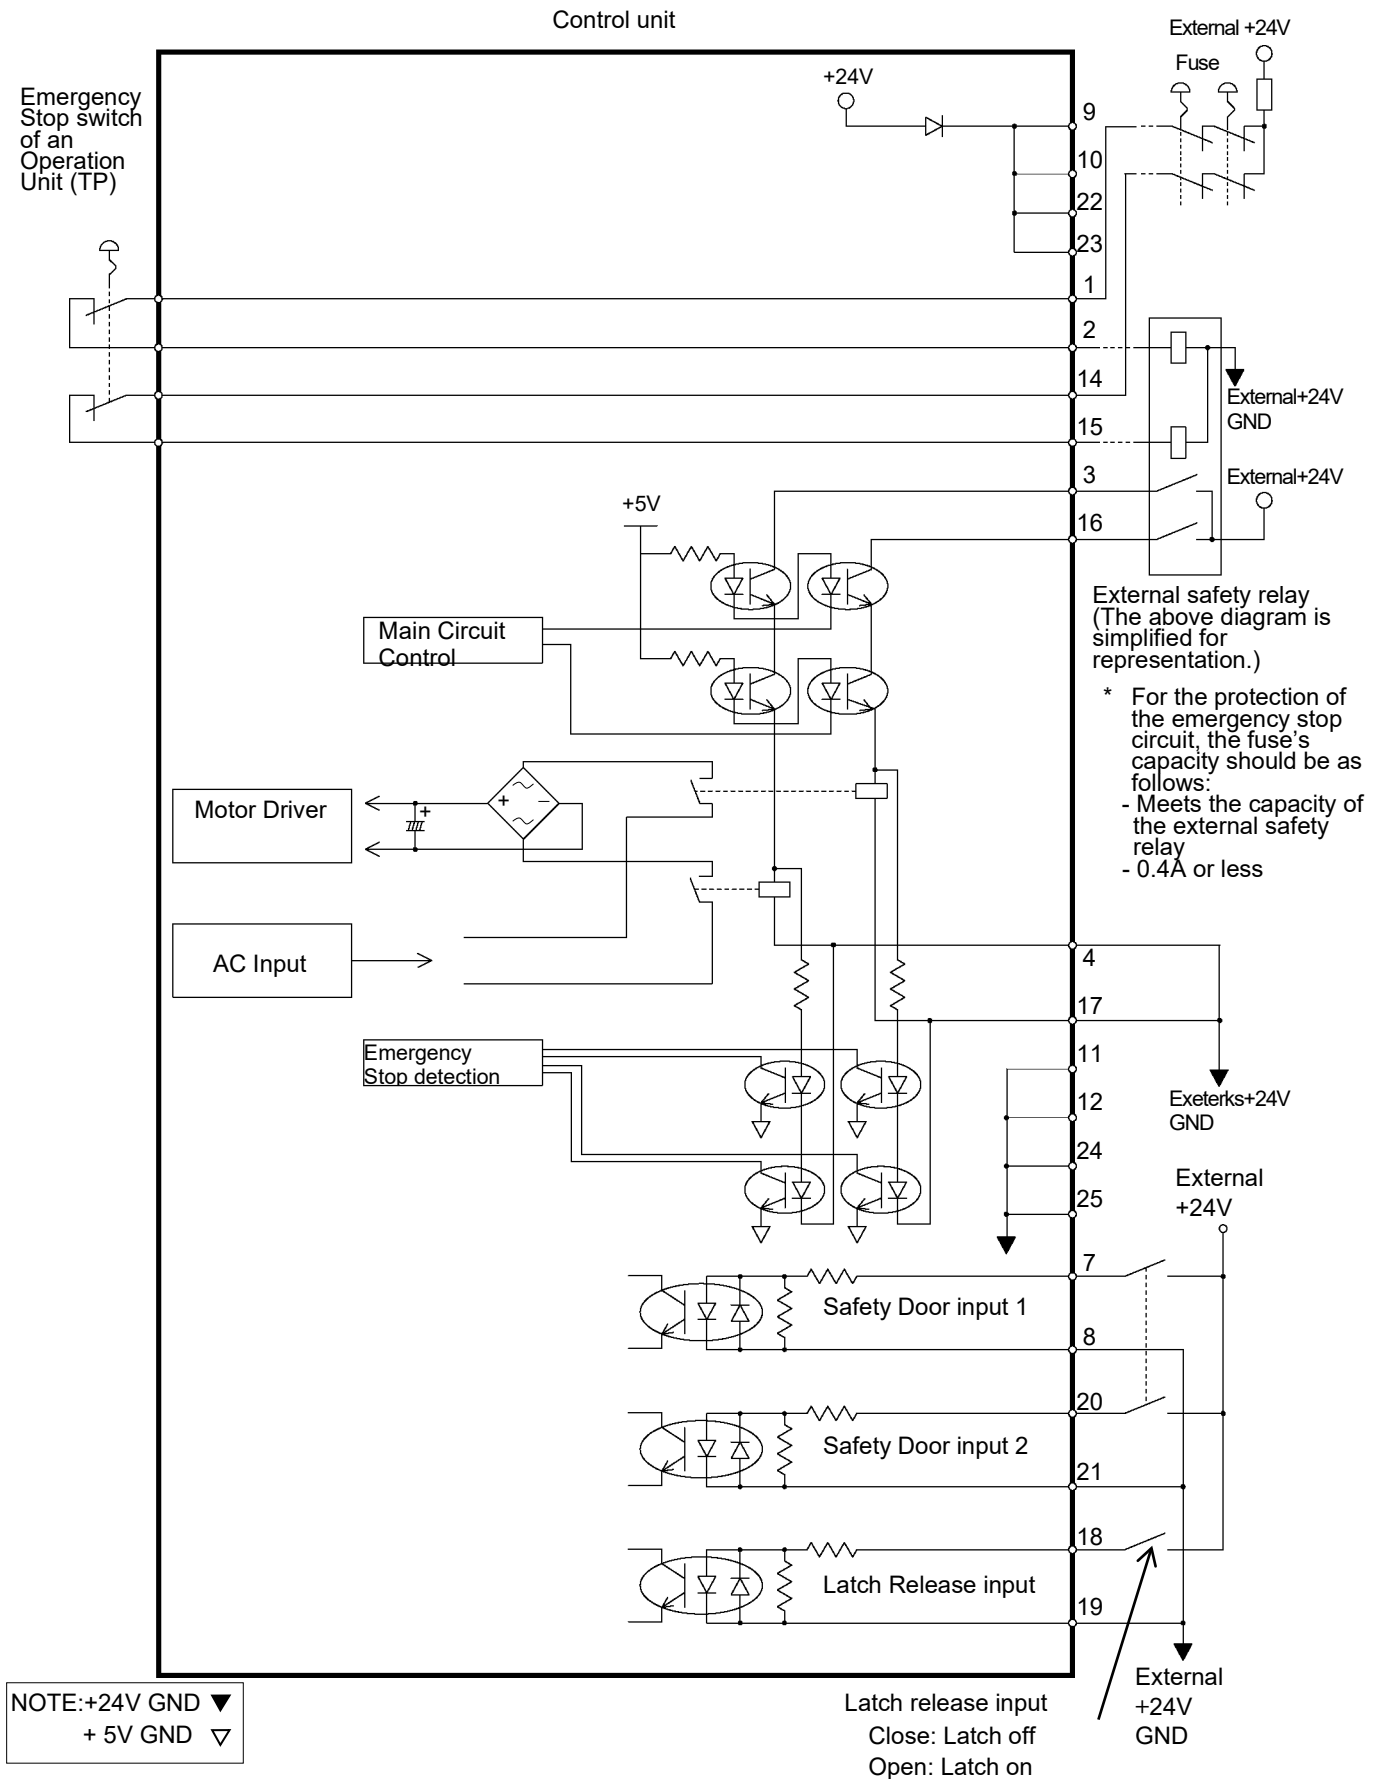 Control unit
External +24V
Fuse
+24V
Emergency
Stop switch
of an
Operation
Unit (TP)
9
10
22
23
1
2
14
External+24V
GND
15
3
External+24V
+5V
16
External safety relay
(The above diagram is
simplified for
representation.)
Main Circuit
Control
* For the protection of
the emergency stop
circuit, the fuse's
capacity should be as
follows:
- Meets the capacity of
the external safety
relay
- 0.4A or less
Motor Driver
+
−
+
AC Input
4
17
Emergency
Stop detection
11
12
Exeterks+24V
GND
24
25
External
+24V
7
Safety Door input 1
8
20
Safety Door input 2
21
18
Latch Release input
19
External
+24V
GND
Latch release input
Close: Latch off
Open: Latch on
NOTE:+24V GND ▼
+ 5V GND ▽